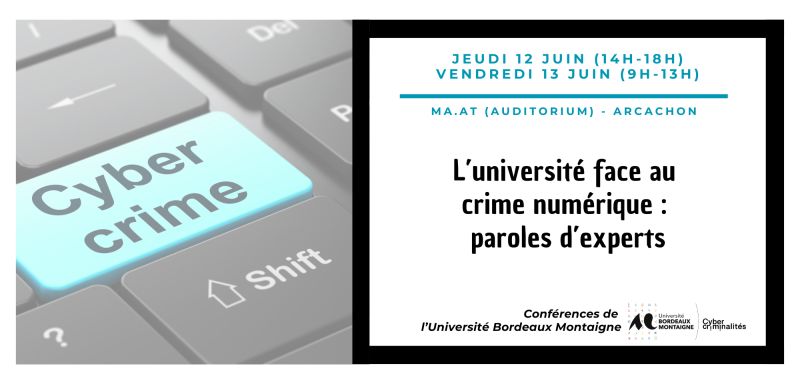 Del
Cyber
crime
Shift
?
JEUDI 12 JUIN (14H-18H)
VENDREDI 13 JUIN (9H-13H)
MA.AT (AUDITORIUM) - ARCACHON
L'université face au
crime numérique :
paroles d'experts
Conférences de
l'Université Bordeaux Montaigne
Université
BORDEAUX
MONTAIGNE
Cyber
criminalités